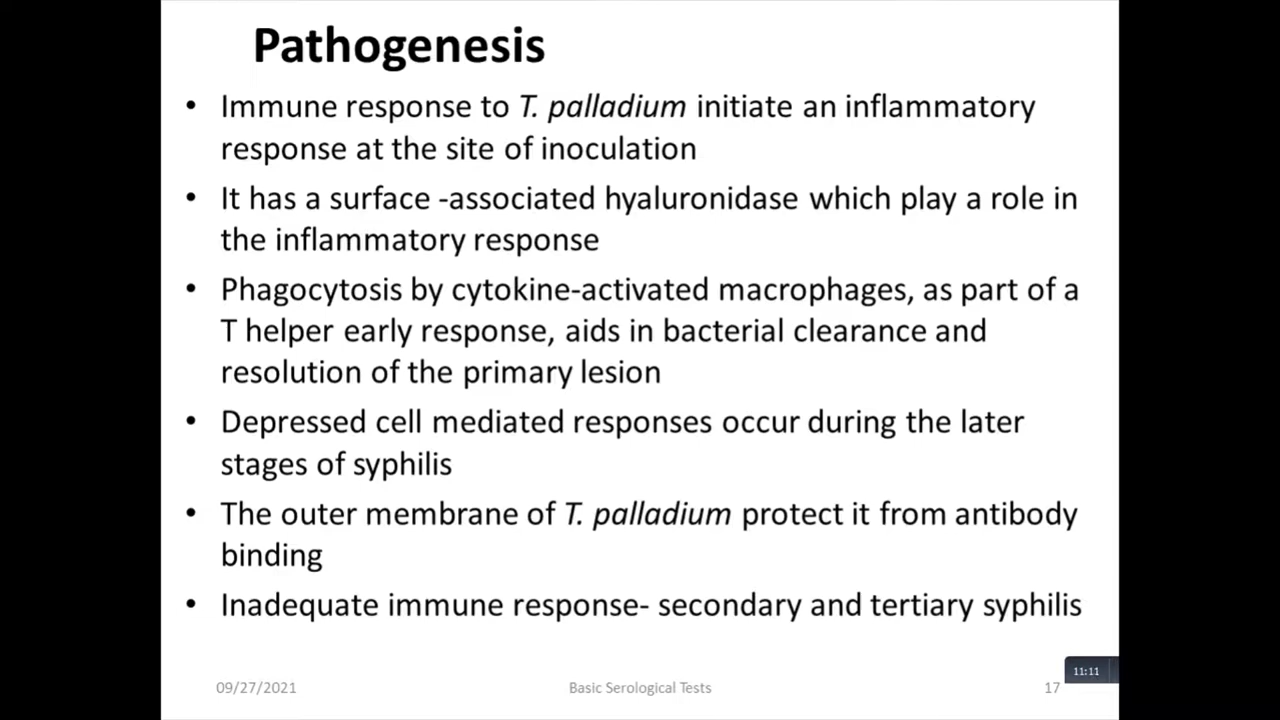 Pathogenesis
• Immune response to T. palladium initiate an inflammatory
response at the site of inoculation
• It has a surface -associated hyaluronidase which play a role in
the inflammatory response
• Phagocytosis by cytokine-activated macrophages, as part of a
T helper early response, aids in bacterial clearance and
resolution of the primary lesion
• Depressed cell mediated responses occur during the later
stages of syphilis
• The outer membrane of T. palladium protect it from antibody
binding
• Inadequate immune response- secondary and tertiary syphilis
11:11
09/27/2021 Basic Serological Tests 17